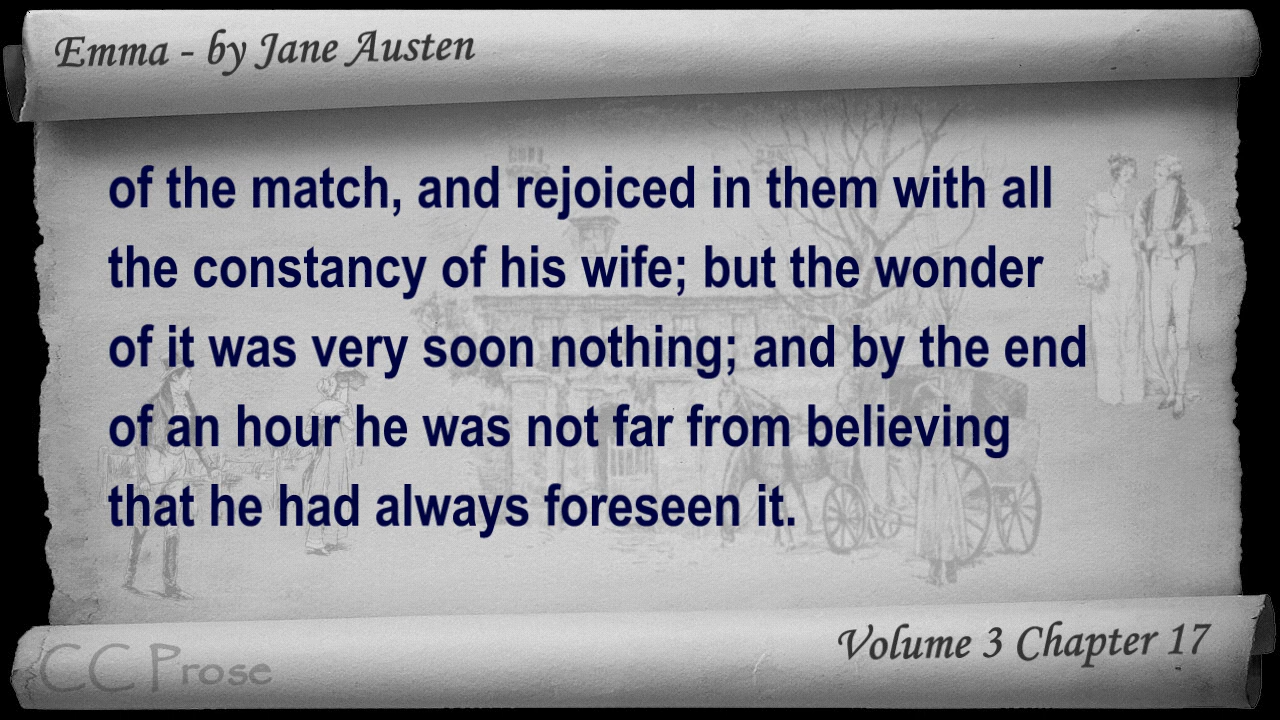 Emma - by Jane Austen
of the match, and rejoiced in them with all
the constancy of his wife; but the wonder
of it was very soon nothing; and by the end
of an hour he was not far from believing
that he had always foreseen it.
Volume 3 Chapter 17
CC Prose